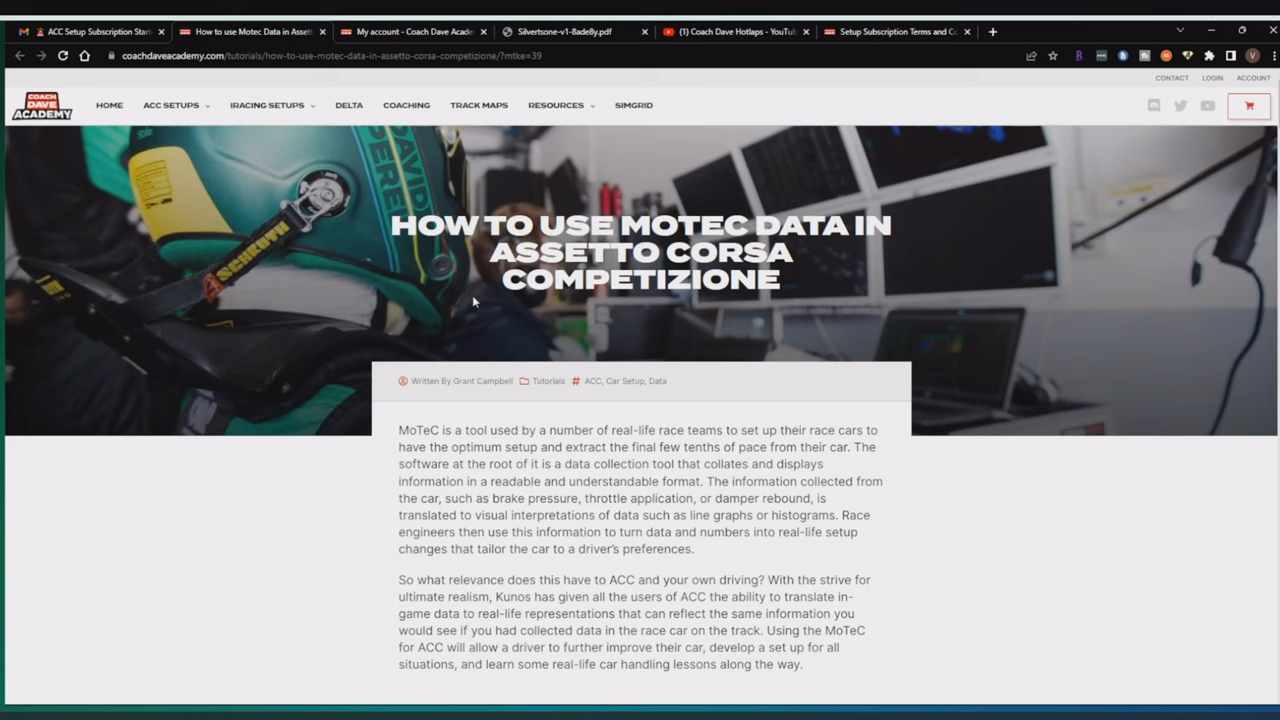 ACC Setup Subscription Start
How to use Motec Data in Assett
My account - Coach Dave Acade
Silvertsone-v1-8ade8y.pdf
(1) Coach Dave Hotlaps - YouTub
Setup Subscription Terms and Co
coachdaveacademy.com/tutorials/how-to-use-motec-data-in-assetto-corsa-competizione/?mtke=39
CONTACT LOGIN ACCOUNT
COACH
DAVE
ACADEMY
HOME ACC SETUPS IRACING SETUPS DELTA COACHING TRACK MAPS RESOURCES SIMGRID
DAVID
PEREL
SCHROTH
HOW TO USE MOTEC DATA IN
ASSETTO CORSA
COMPETIZIONE
Written By Grant Campbell Tutorials # ACC, Car Setup, Data
MoTeC is a tool used by a number of real-life race teams to set up their race cars to
have the optimum setup and extract the final few tenths of pace from their car. The
software at the root of it is a data collection tool that collates and displays
information in a readable and understandable format. The information collected from
the car, such as brake pressure, throttle application, or damper rebound, is
translated to visual interpretations of data such as line graphs or histograms. Race
engineers then use this information to turn data and numbers into real-life setup
changes that tailor the car to a driver's preferences.
So what relevance does this have to ACC and your own driving? With the strive for
ultimate realism, Kunos has given all the users of ACC the ability to translate in-
game data to real-life representations that can reflect the same information you
would see if you had collected data in the race car on the track. Using the MoTeC
for ACC will allow a driver to further improve their car, develop a set up for all
situations, and learn some real-life car handling lessons along the way.